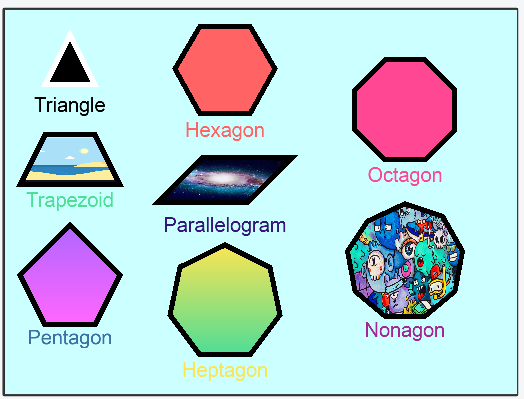 Triangle
Hexagon
Octagon
Trapezoid
Parallelogram
Pentagon
Heptagon
Nonagon